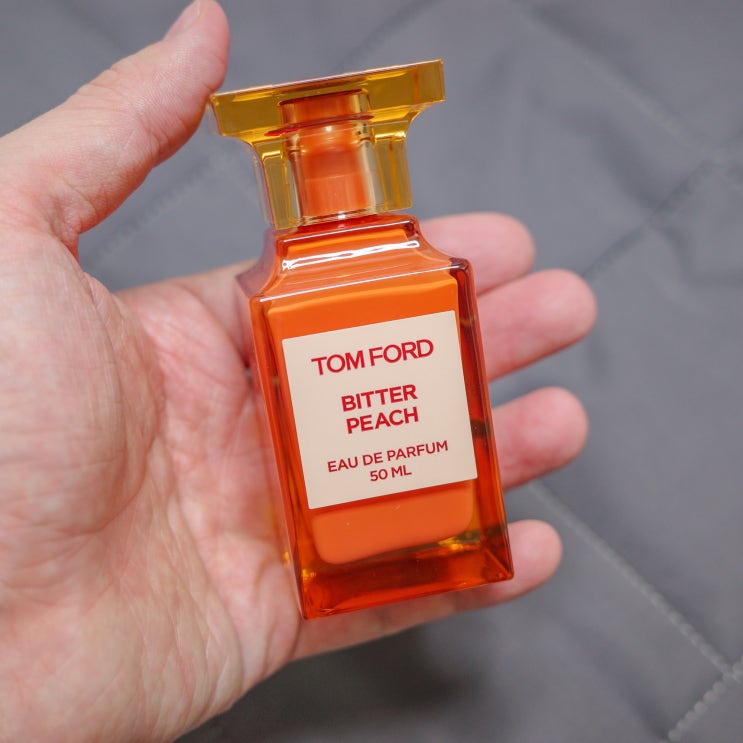 TOM FORD
BITTER
PEACH
EAU DE PARFUM
50 ML